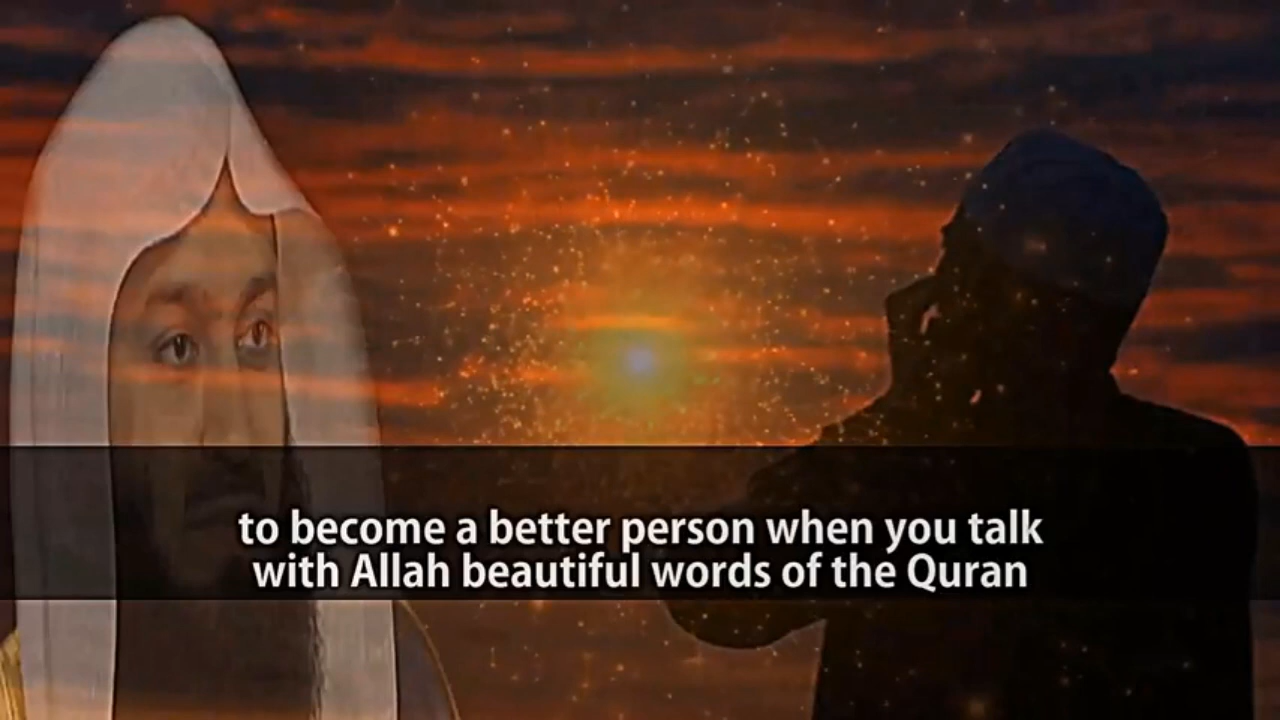 to become a better person when you talk
with Allah beautiful words of the Quran